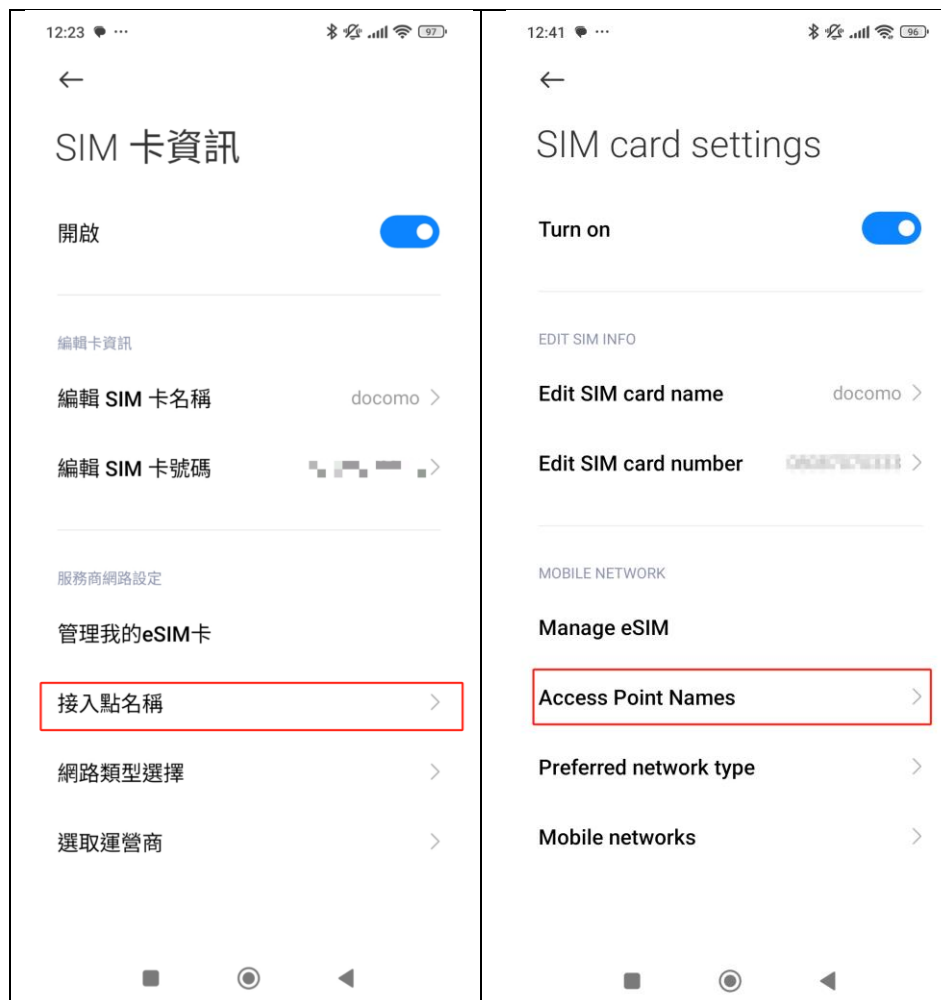 12:23
97
SIM 卡資訊
開啟
編輯卡資訊
編輯 SIM 卡名稱 docomo
編輯 SIM 卡號碼
服務商網路設定
管理我的eSIM卡
接入點名稱
網路類型選擇
選取運營商
12:41
96
SIM card settings
Turn on
EDIT SIM INFO
Edit SIM card name docomo
Edit SIM card number
MOBILE NETWORK
Manage eSIM
Access Point Names
Preferred network type
Mobile networks